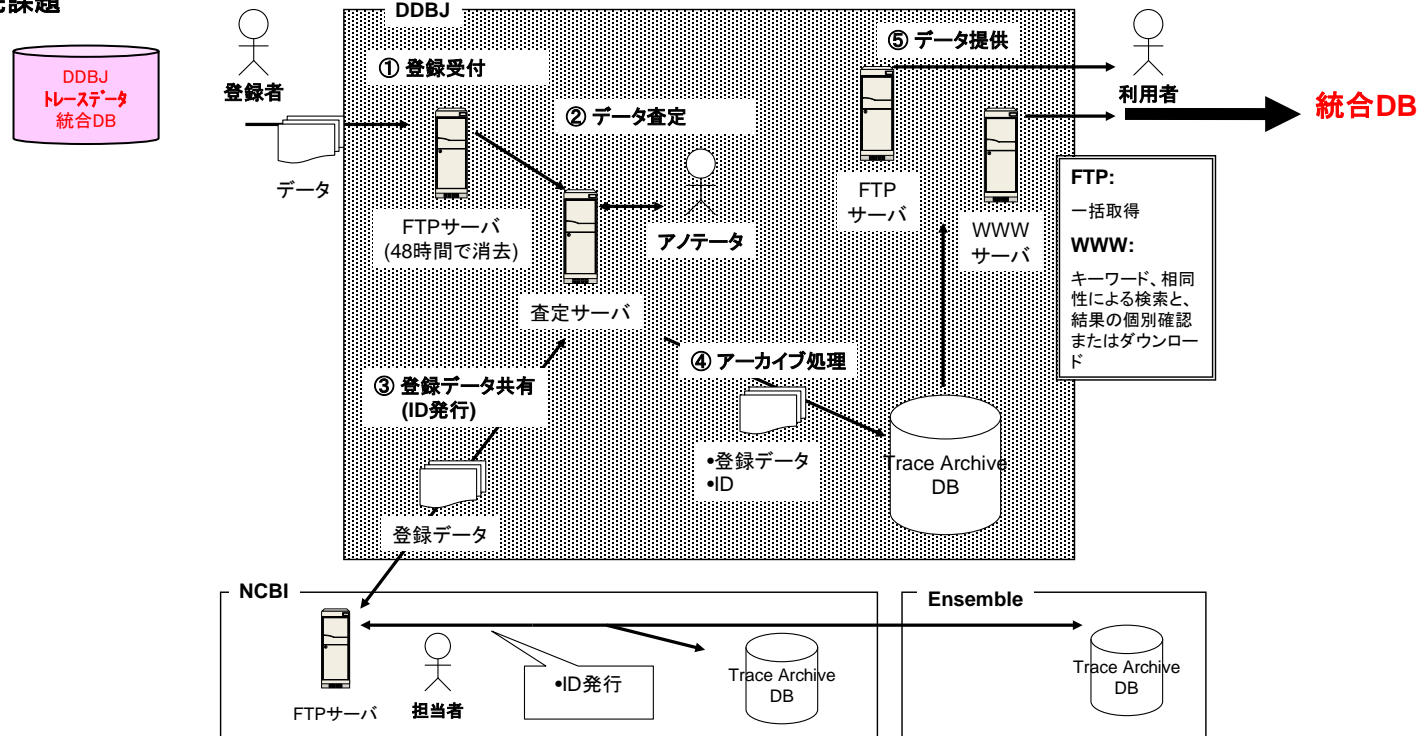 課題
DDBJ
トレースデータ
統合DB
登録者
データ
DDBJ
① 登録受付
② データ査定
FTPサーバ
(48時間で消去)
アノテータ
査定サーバ
③ 登録データ共有
(ID発行)
登録データ
④ アーカイブ処理
•登録データ
•ID
⑤ データ提供
FTP
サーバ
WWW
サーバ
Trace Archive
DB
利用者
統合DB
FTP:
一括取得
WWW:
キーワード、相同
性による検索と、
結果の個別確認
またはダウンロー
ド
NCBI
FTPサーバ
担当者
•ID発行
Trace Archive
DB
Ensemble
Trace Archive
DB